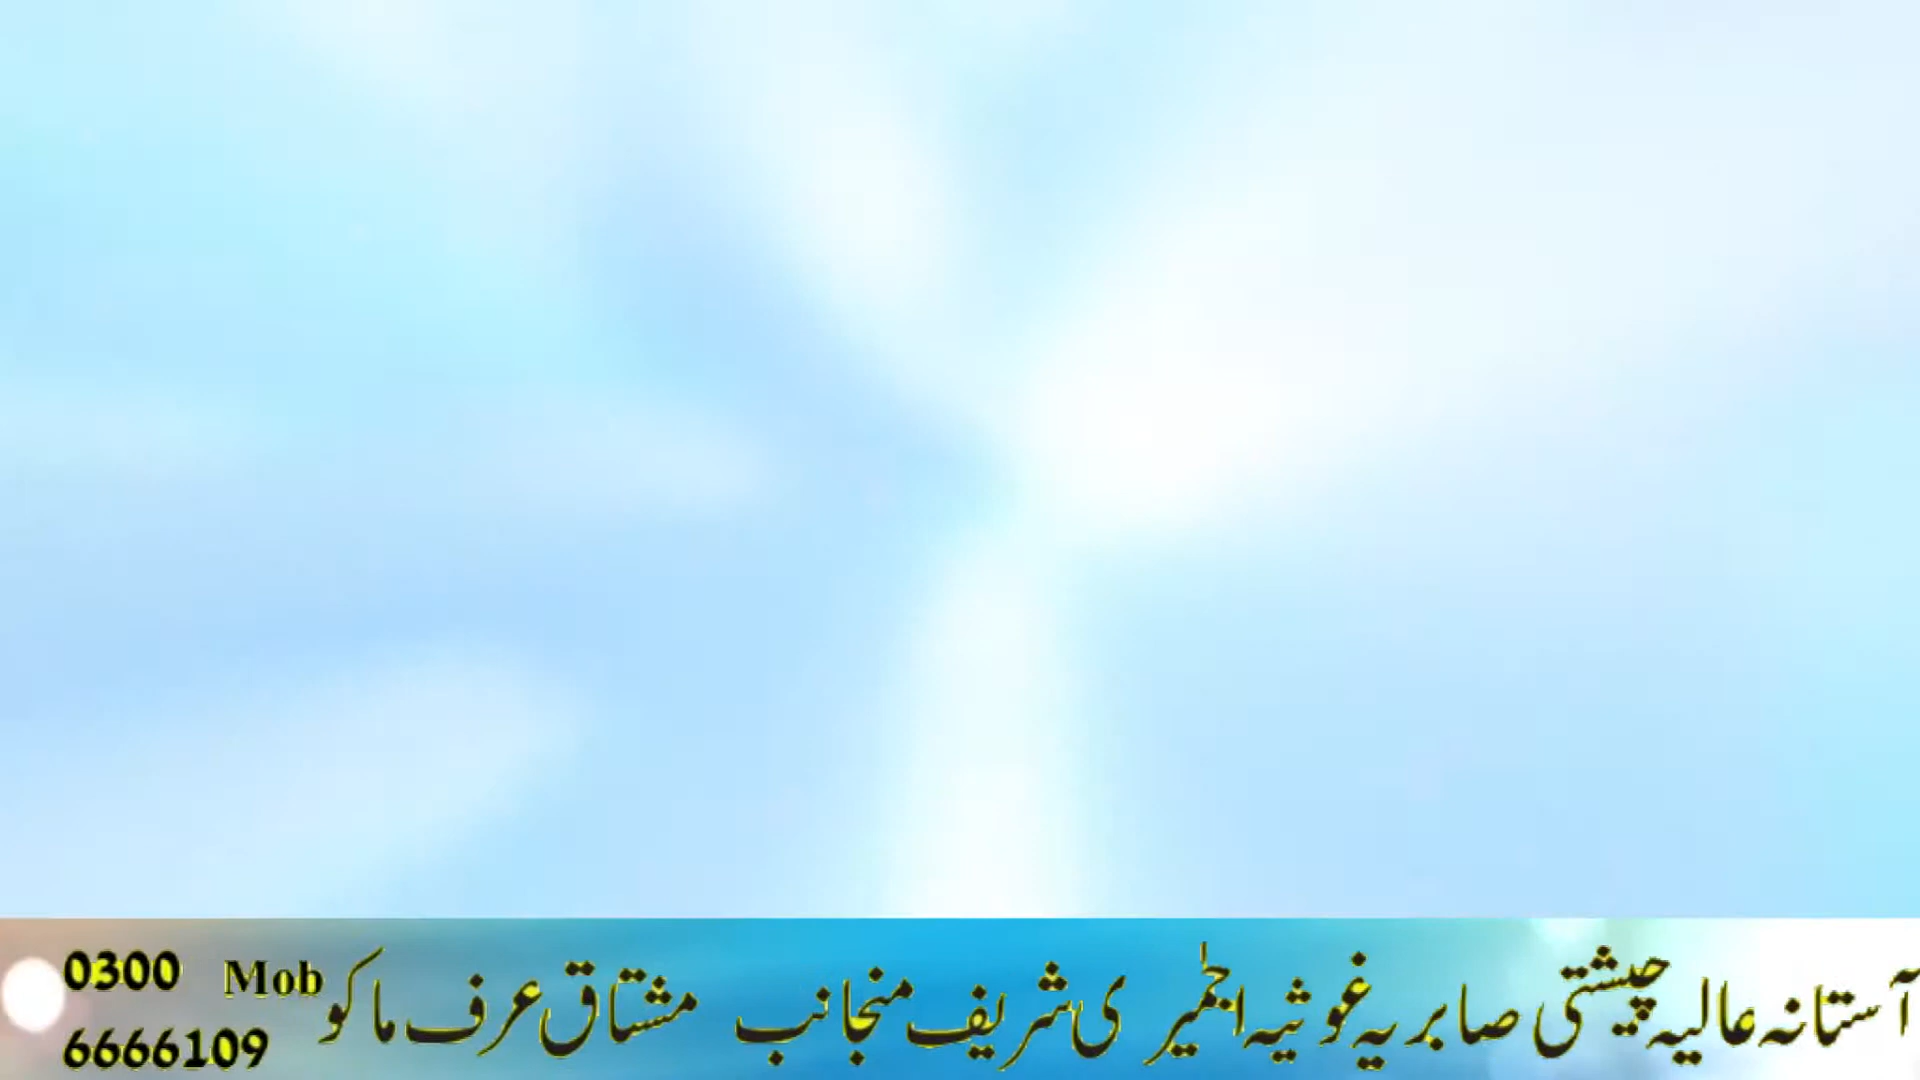 آستانہ عالیہ چشتی صابریہ غوثیہ اجمیری شریف منجانب مشتاق عرف ماکو
Mob 0300
6666109